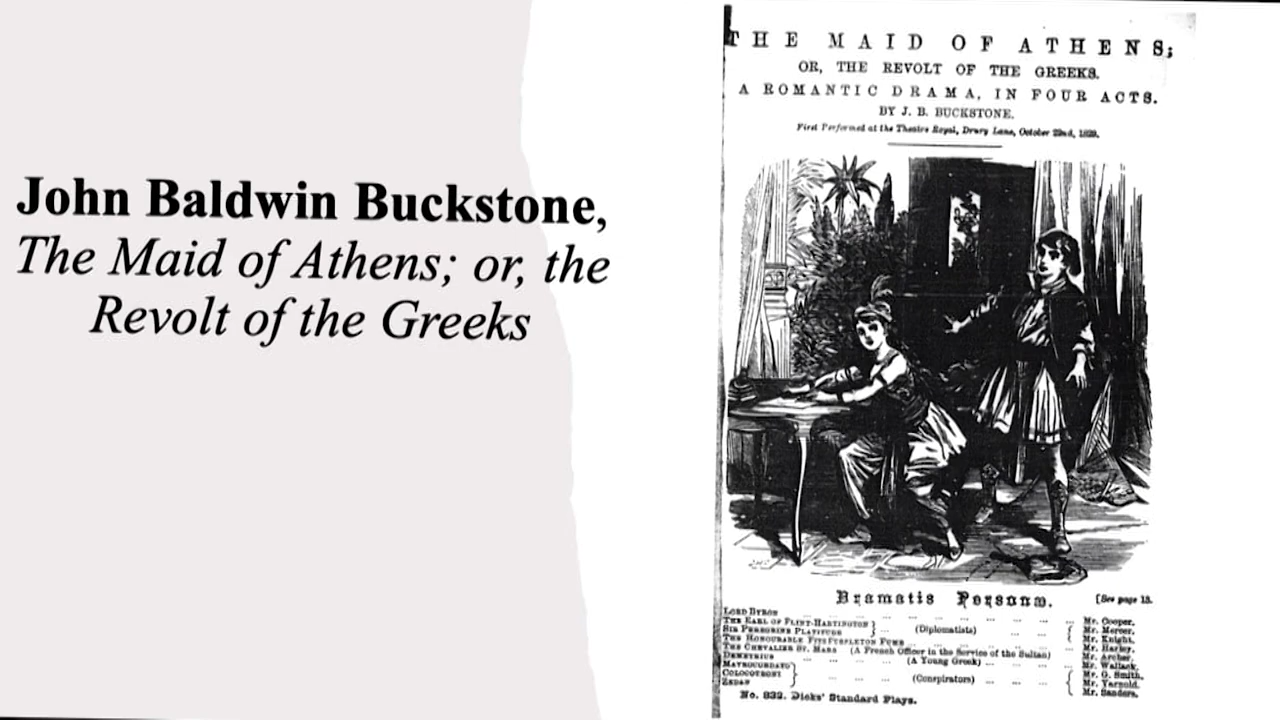 John Baldwin Buckstone,
The Maid of Athens; or, the
Revolt of the Greeks
THE MAID OF ATHENS;
OR, THE REVOLT OF THE GREEKS.
A ROMANTIC DRAMA, IN FOUR ACTS.
BY J. B. BUCKSTONE.
First Performed at the Theatre Royal, Drury Lane, October 22nd, 1829.
Dramatis Personæ. [See page 13.
LORD BYRON ... Mr. Cooper.
THE EARL OF FLINT-HARTINGTON } ... { Mr. Mercer.
SIR PEREGRINE PLATITUDE } (Diplomatists) { Mr. Knight.
THE HONOURABLE ... Mr. Harley.
THE CHEVALIER ST. MARS (A French Officer in the Service of the Sultan) Mr. Archer.
DEMETRIUS ... (A Young Greek) ... Mr. Wallack.
MAVROCORDATO } { Mr. G. Smith.
COLOCOTRONI } (Conspirators) { Mr. Yarnold.
} { Mr. Sanders.
No. 832. Dicks' Standard Plays.